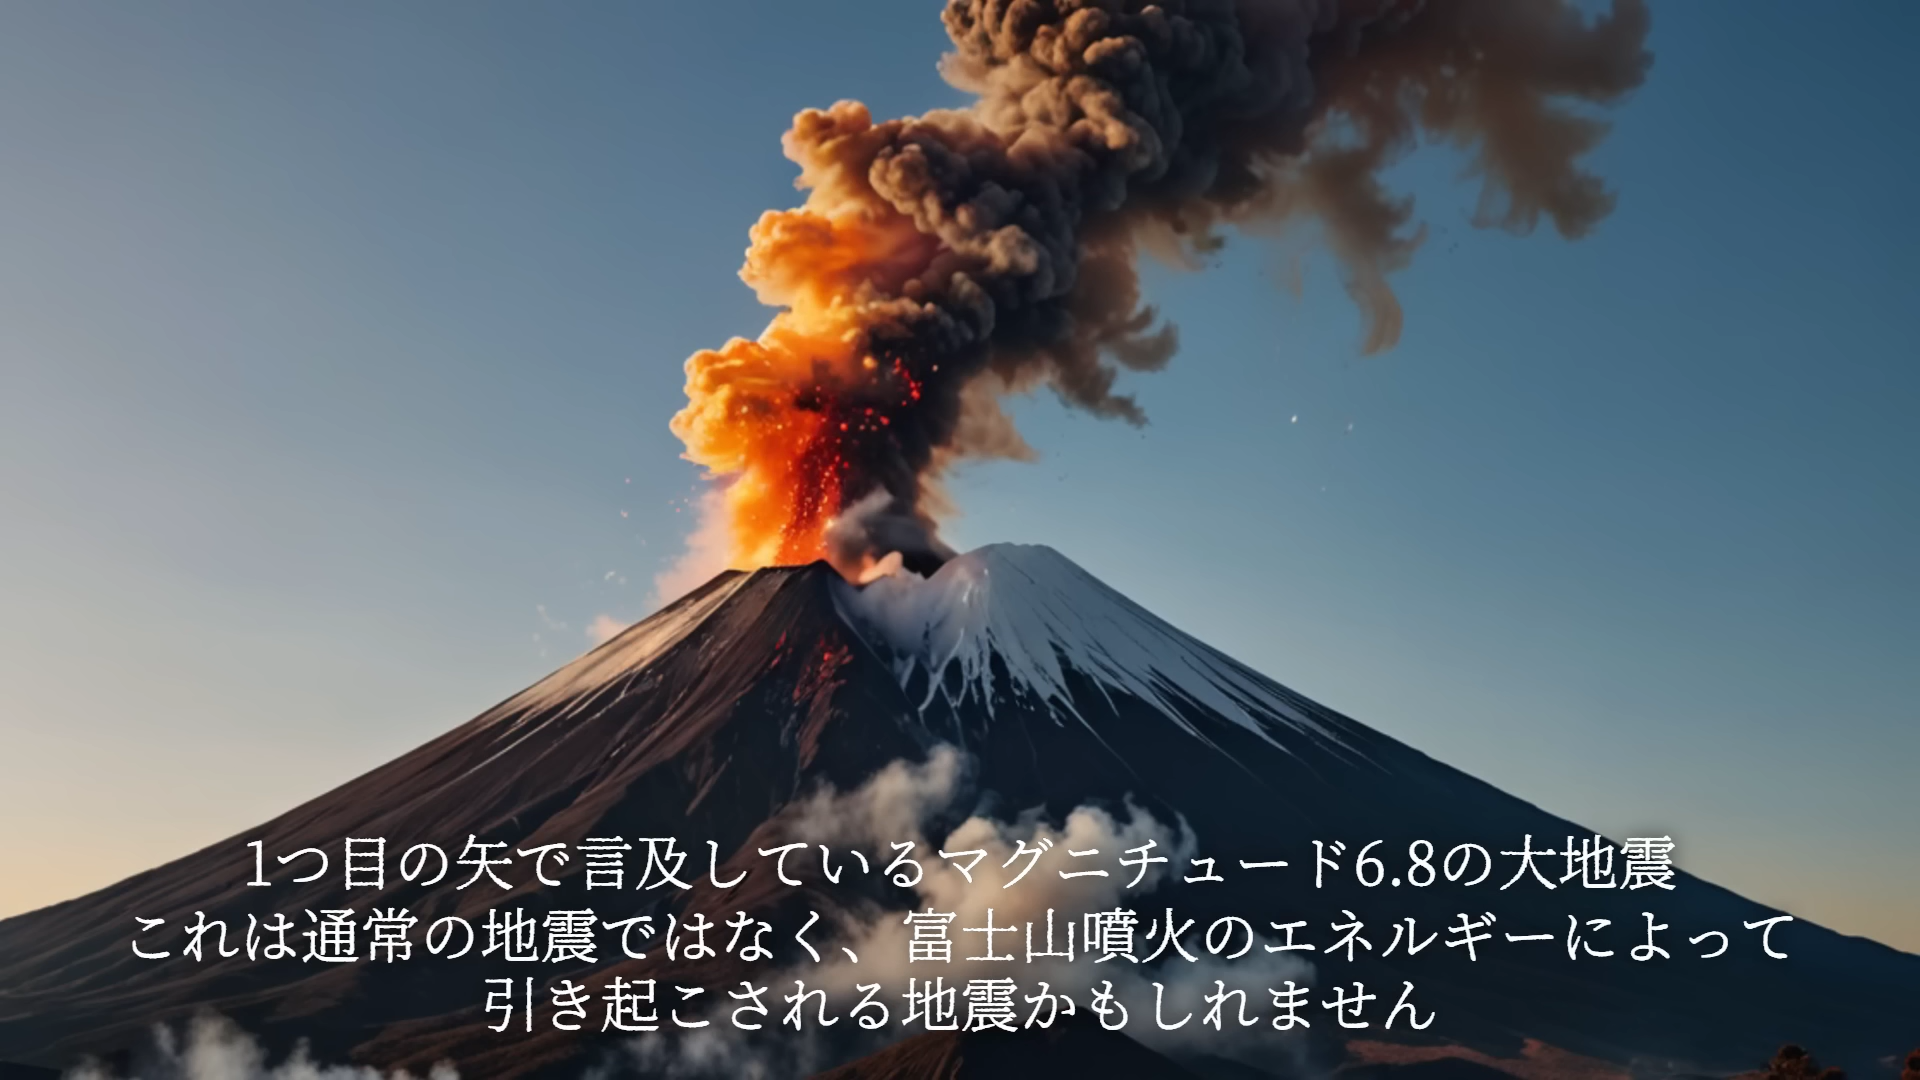 1つ目の矢で言及しているマグニチュード6.8の大地震
これは通常の地震ではなく、富士山噴火のエネルギーによって
引き起こされる地震かもしれません